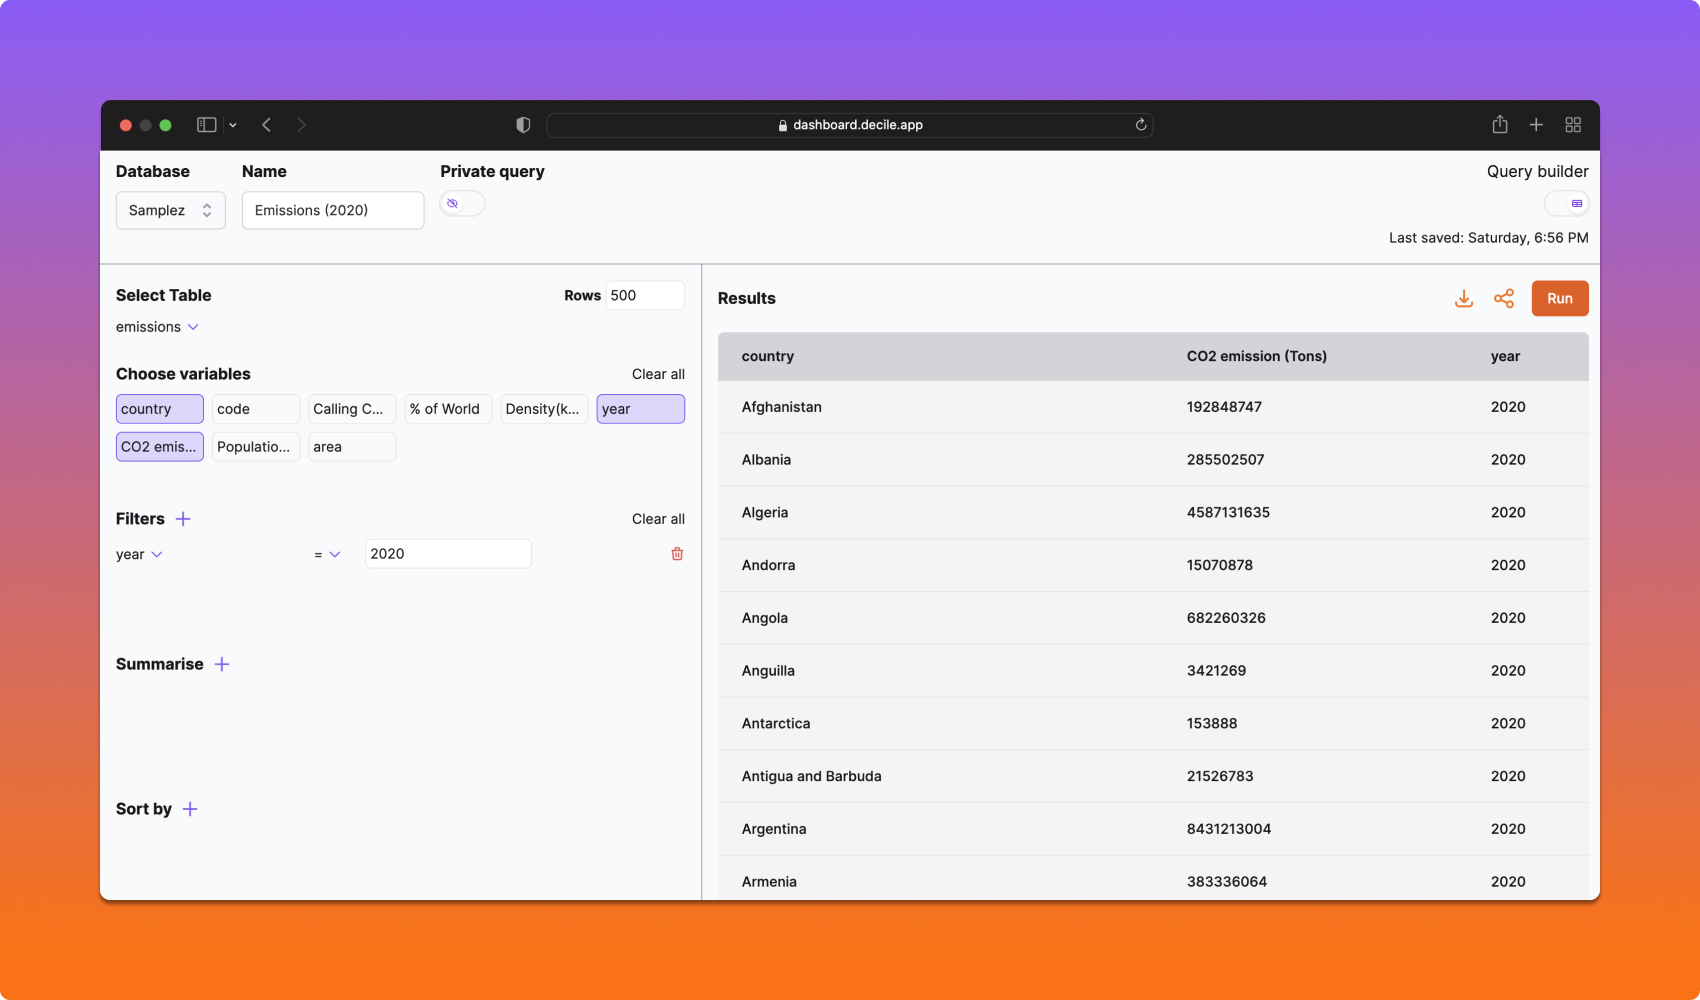 dashboard.decile.app
Database Name Private query Query builder
Samplez Emissions (2020)
Last saved: Saturday, 6:56 PM
Select Table Rows 500
emissions
Choose variables Clear all
country code Calling C... % of World Density(k... year
CO2 emis... Populatio... area
Filters Clear all
year = 2020
Summarise
Sort by
Results Run
country CO2 emission (Tons) year
Afghanistan 192848747 2020
Albania 285502507 2020
Algeria 4587131635 2020
Andorra 15070878 2020
Angola 682260326 2020
Anguilla 3421269 2020
Antarctica 153888 2020
Antigua and Barbuda 21526783 2020
Argentina 8431213004 2020
Armenia 383336064 2020